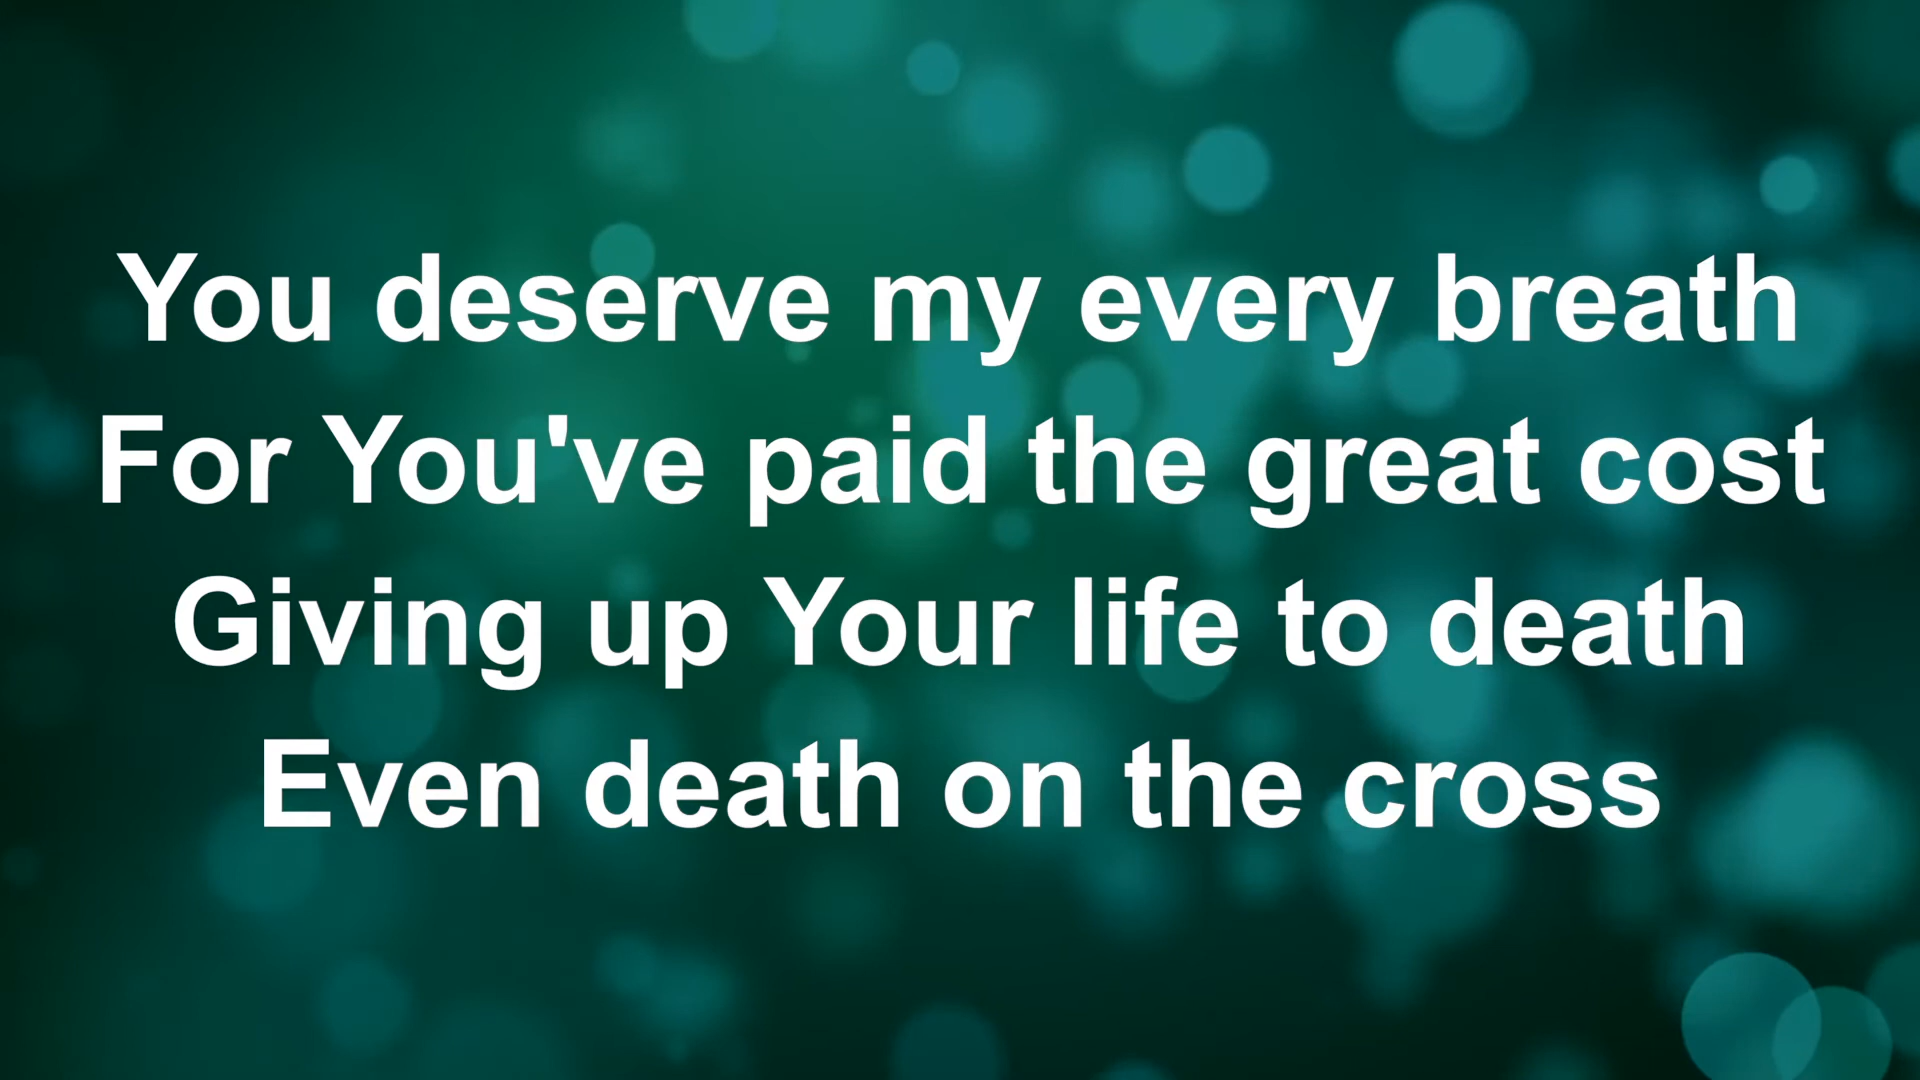 You deserve my every breath
For You've paid the great cost
Giving up Your life to death
Even death on the cross